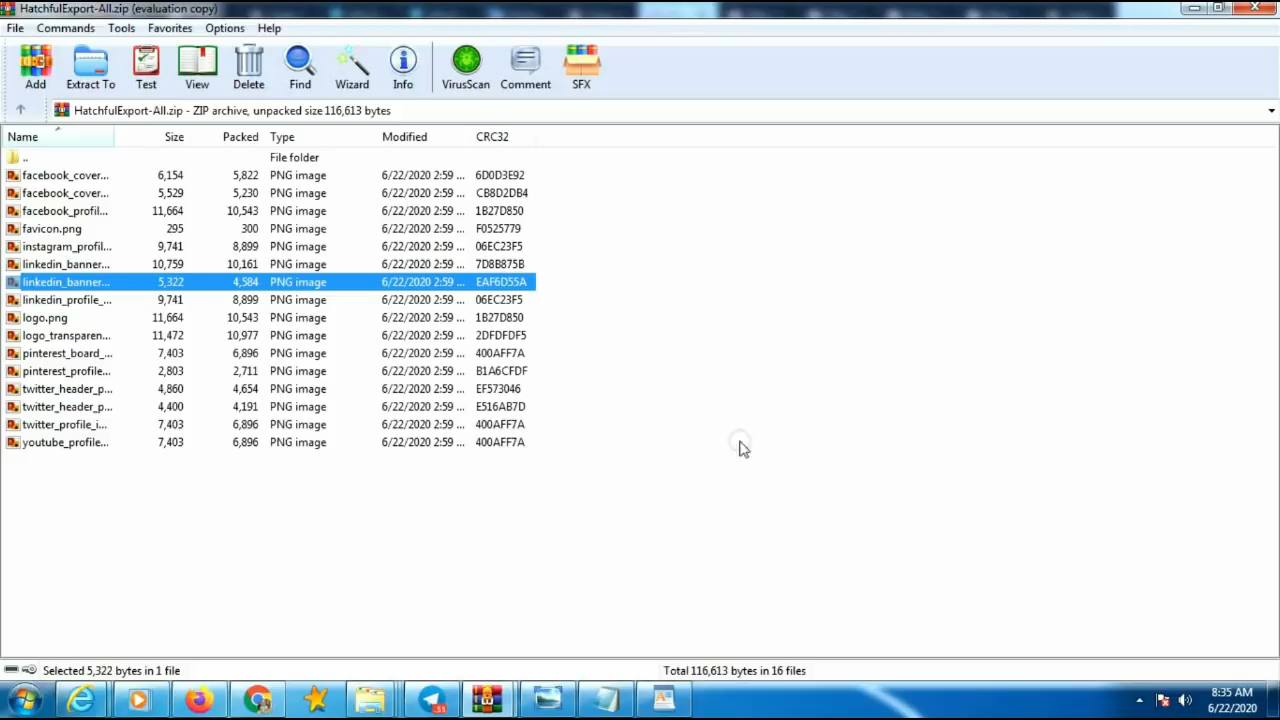 HatchfulExport-All.zip (evaluation copy)
File Commands Tools Favorites Options Help
Add Extract To Test View Delete Find Wizard Info VirusScan Comment SFX
HatchfulExport-All.zip - ZIP archive, unpacked size 116,613 bytes
Name Size Packed Type Modified CRC32
.. File folder
facebook_cover... 6,154 5,822 PNG image 6/22/2020 2:59 ... 6D0D3E92
facebook_cover... 5,529 5,230 PNG image 6/22/2020 2:59 ... CB8D2DB4
facebook_profil... 11,664 10,543 PNG image 6/22/2020 2:59 ... 1B27D850
favicon.png 295 300 PNG image 6/22/2020 2:59 ... F0525779
instagram_profil... 9,741 8,899 PNG image 6/22/2020 2:59 ... 06EC23F5
linkedin_banner... 10,759 10,161 PNG image 6/22/2020 2:59 ... 7D8B875B
linkedin_banner... 5,322 4,584 PNG image 6/22/2020 2:59 ... EAF6D55A
linkedin_profile_... 9,741 8,899 PNG image 6/22/2020 2:59 ... 06EC23F5
logo.png 11,664 10,543 PNG image 6/22/2020 2:59 ... 1B27D850
logo_transparen... 11,472 10,977 PNG image 6/22/2020 2:59 ... 2DFDFDF5
pinterest_board_... 7,403 6,896 PNG image 6/22/2020 2:59 ... 400AFF7A
pinterest_profile... 2,803 2,711 PNG image 6/22/2020 2:59 ... B1A6CFDF
twitter_header_p... 4,860 4,654 PNG image 6/22/2020 2:59 ... EF573046
twitter_header_p... 4,400 4,191 PNG image 6/22/2020 2:59 ... E516AB7D
twitter_profile_i... 7,403 6,896 PNG image 6/22/2020 2:59 ... 400AFF7A
youtube_profile... 7,403 6,896 PNG image 6/22/2020 2:59 ... 400AFF7A
Selected 5,322 bytes in 1 file Total 116,613 bytes in 16 files
8:35 AM
6/22/2020